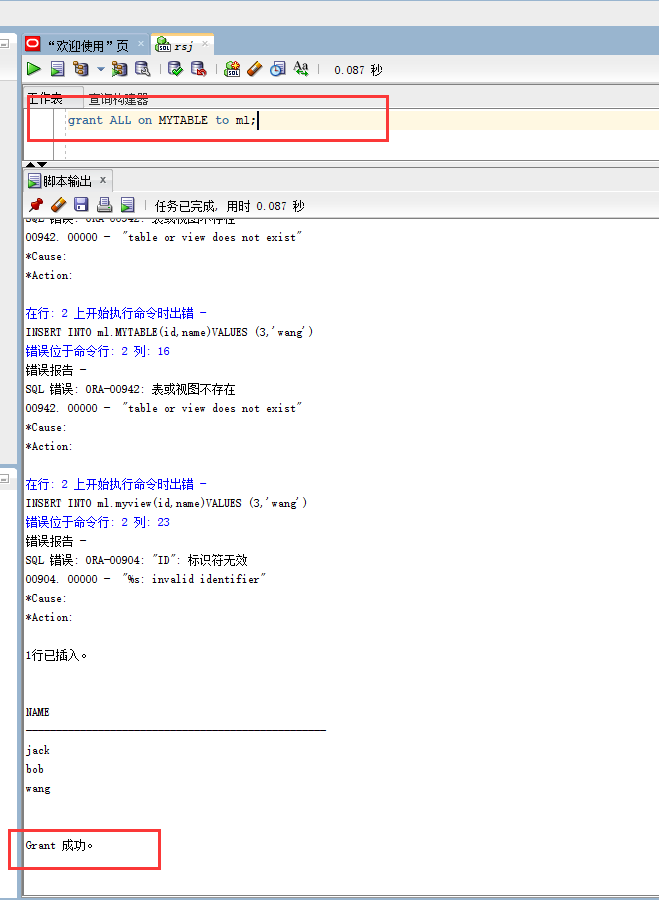 “欢迎使用”页
rsj
0.087 秒
工作表
查询构建器
grant ALL on MYTABLE to ml;
脚本输出
任务已完成, 用时 0.087 秒
SQL 错误: ORA-00942: 表或视图不存在
00942. 00000 -  "table or view does not exist"
*Cause:
*Action:
在行: 2 上开始执行命令时出错 -
INSERT INTO ml.MYTABLE(id,name)VALUES (3,'wang')
错误位于命令行: 2 列: 16
错误报告 -
SQL 错误: ORA-00942: 表或视图不存在
00942. 00000 -  "table or view does not exist"
*Cause:
*Action:
在行: 2 上开始执行命令时出错 -
INSERT INTO ml.myview(id,name)VALUES (3,'wang')
错误位于命令行: 2 列: 23
错误报告 -
SQL 错误: ORA-00904: "ID": 标识符无效
00904. 00000 -  "%s: invalid identifier"
*Cause:
*Action:
1行已插入。
NAME
--------------------------------------------------
jack
bob
wang
Grant 成功。